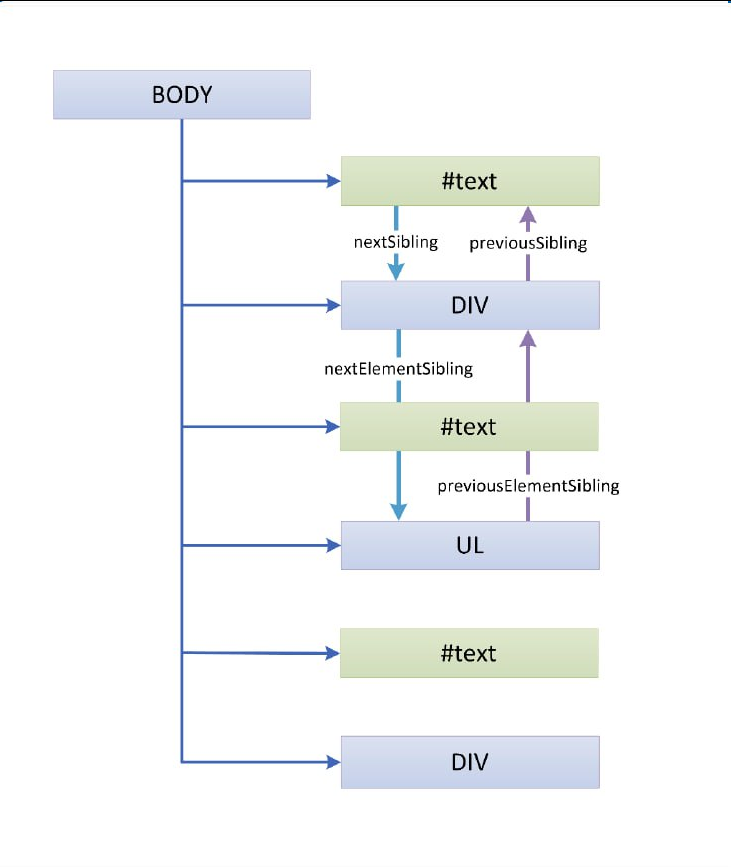 BODY
#text
nextSibling
previousSibling
DIV
nextElementSibling
#text
previousElementSibling
UL
#text
DIV